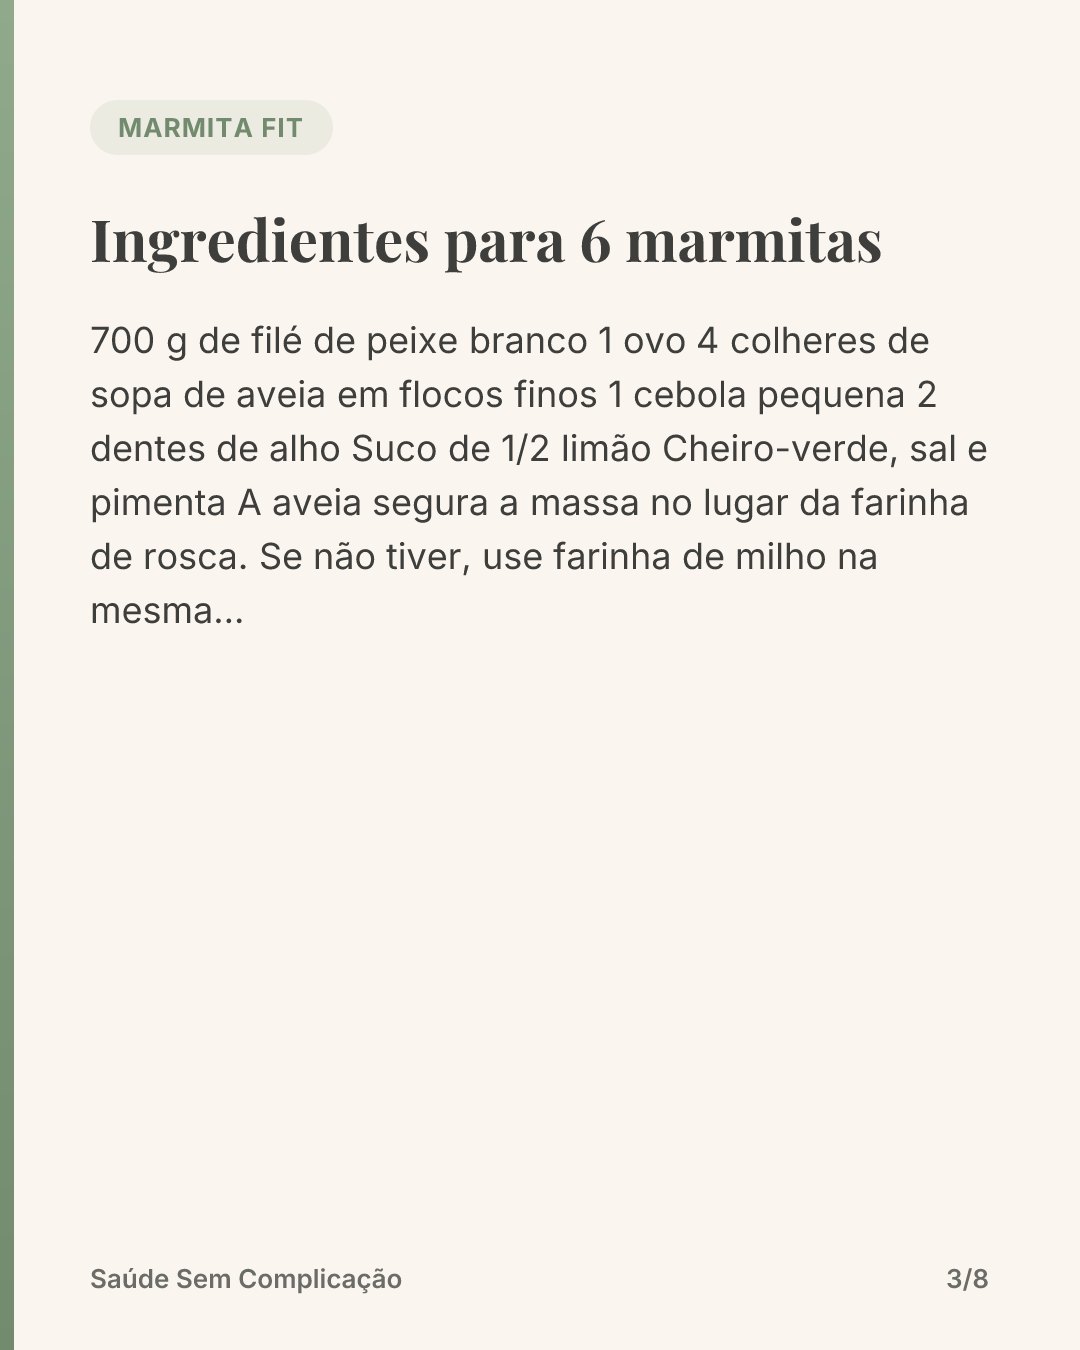 MARMITA FIT
Ingredientes para 6 marmitas
700 g de filé de peixe branco 1 ovo 4 colheres de
sopa de aveia em flocos finos 1 cebola pequena 2
dentes de alho Suco de 1/2 limão Cheiro-verde, sal e
pimenta A aveia segura a massa no lugar da farinha
de rosca. Se não tiver, use farinha de milho na
mesma...
Saúde Sem Complicação
3/8